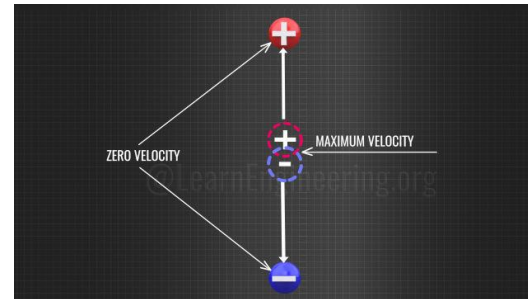 +
+
MAXIMUM VELOCITY
ZERO VELOCITY
-
@LearnEngineering.org
−